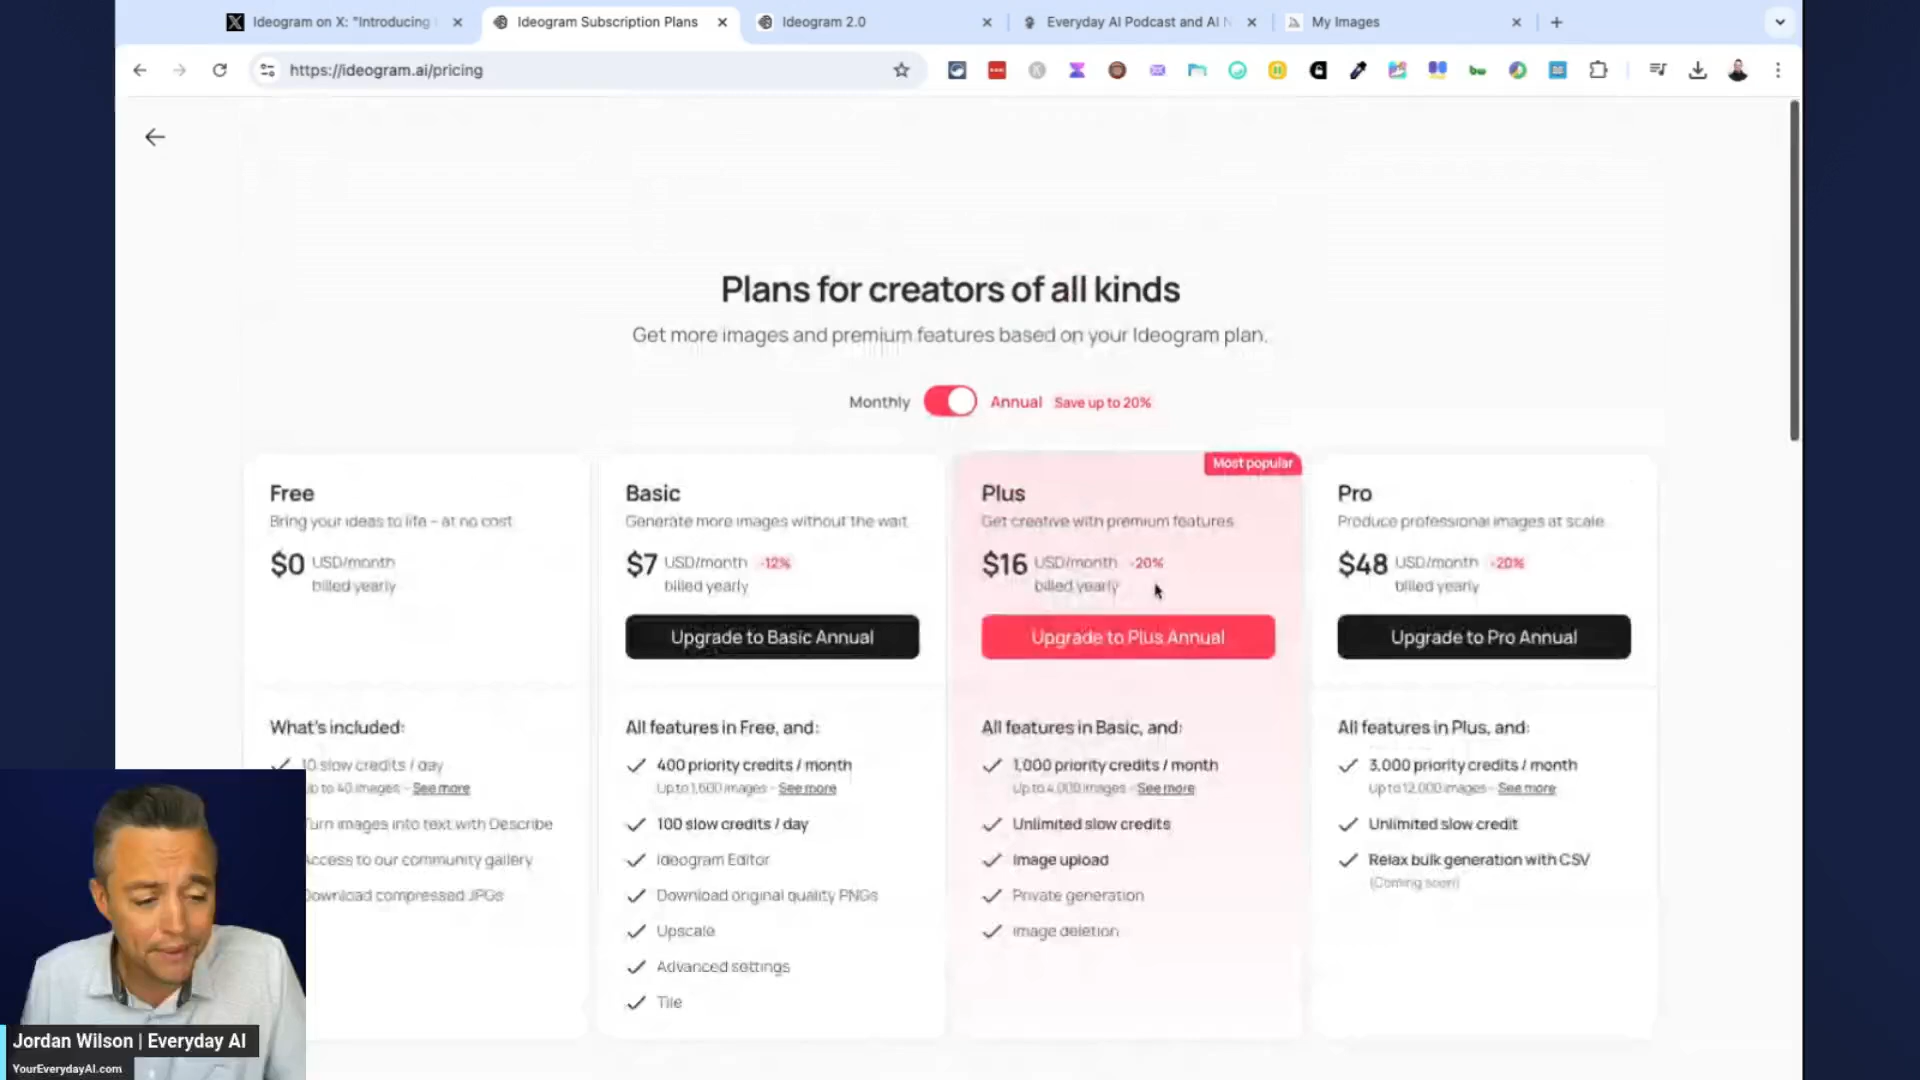 Ideogram on X: "Introducing
Ideogram Subscription Plans
Ideogram 2.0
Everyday AI Podcast and AI N
My Images
https://ideogram.ai/pricing
Plans for creators of all kinds
Get more images and premium features based on your Ideogram plan.
Monthly
Annual
Save up to 20%
Free
Bring your ideas to life – at no cost
$0 USD/month
billed yearly
What's included:
10 slow credits / day
Up to 40 images - See more
Turn images into text with Describe
Access to our community gallery
Download compressed JPGs
Basic
Generate more images without the wait
$7 USD/month -12%
billed yearly
Upgrade to Basic Annual
All features in Free, and:
400 priority credits / month
Up to 1,600 images - See more
100 slow credits / day
Ideogram Editor
Download original quality PNGs
Upscale
Advanced settings
Tile
Most popular
Plus
Get creative with premium features
$16 USD/month -20%
billed yearly
Upgrade to Plus Annual
All features in Basic, and:
1,000 priority credits / month
Up to 4,000 images - See more
Unlimited slow credits
Image upload
Private generation
Image deletion
Pro
Produce professional images at scale
$48 USD/month -20%
billed yearly
Upgrade to Pro Annual
All features in Plus, and:
3,000 priority credits / month
Up to 12,000 images - See more
Unlimited slow credit
Relax bulk generation with CSV
(Coming soon)
Jordan Wilson | Everyday AI
YourEverydayAI.com